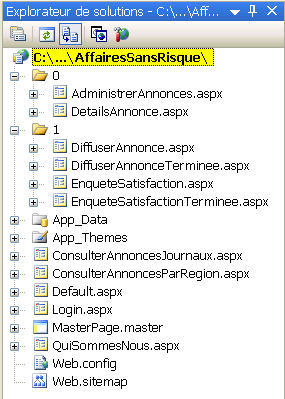 Explorateur de solutions - C:\...\Aff...
C:\...\AffairesSansRisque\
0
AdministrerAnnonces.aspx
DetailsAnnonce.aspx
1
DiffuserAnnonce.aspx
DiffuserAnnonceTerminee.aspx
EnqueteSatisfaction.aspx
EnqueteSatisfactionTerminee.aspx
App_Data
App_Themes
ConsulterAnnoncesJournaux.aspx
ConsulterAnnoncesParRegion.aspx
Default.aspx
Login.aspx
MasterPage.master
QuiSommesNous.aspx
Web.config
Web.sitemap